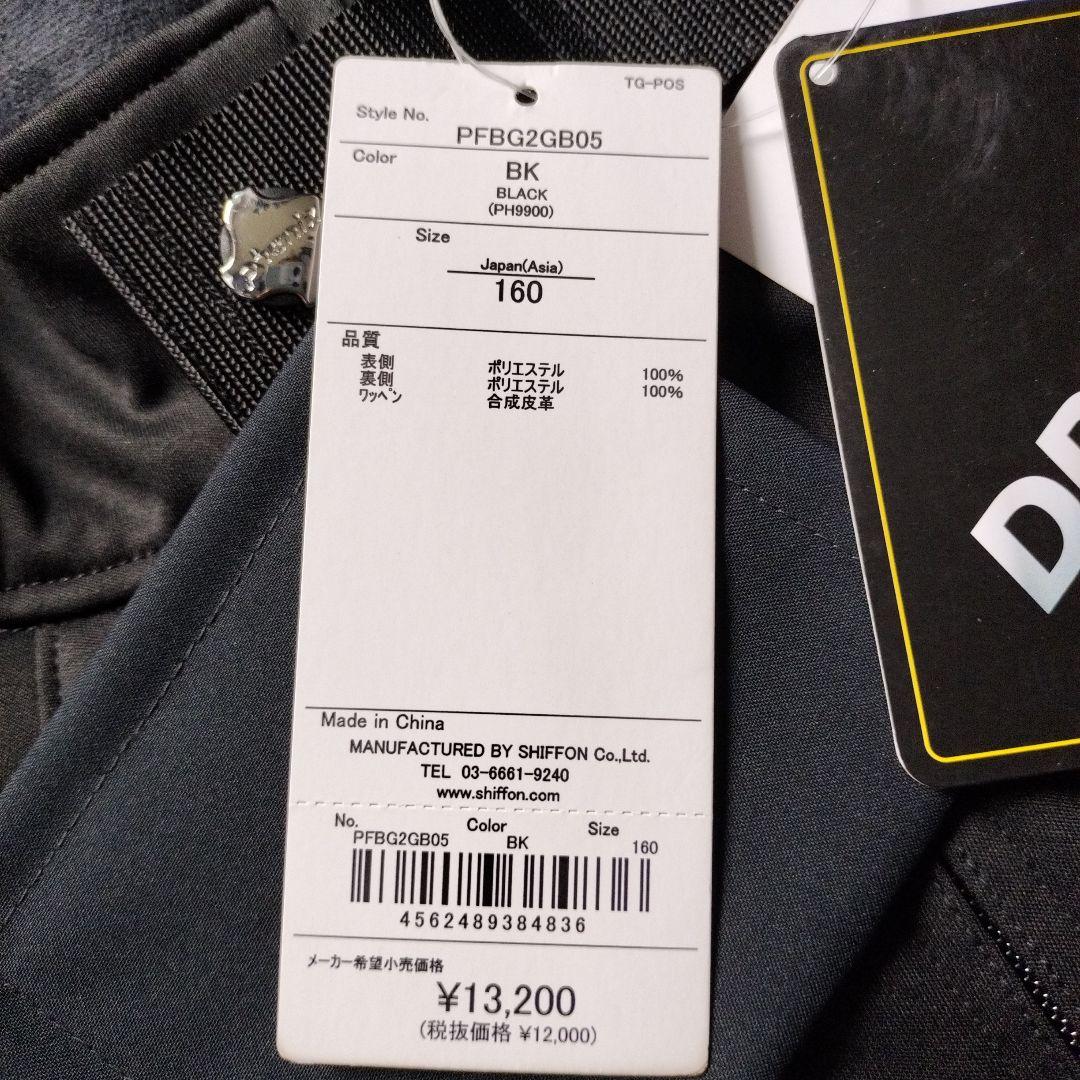 TG-POS
Style No.
PFBG2GB05
Color
BK
BLACK
(PH9900)
Size
Japan(Asia)
160
品質
表側 ポリエステル 100%
裏側 ポリエステル 100%
ワッペン 合成皮革
Made in China
MANUFACTURED BY SHIFFON Co.,Ltd.
TEL 03-6661-9240
www.shiffon.com
No. Color Size
PFBG2GB05 BK 160
4562489384836
メーカー希望小売価格
¥13,200
(税抜価格 ¥12,000)